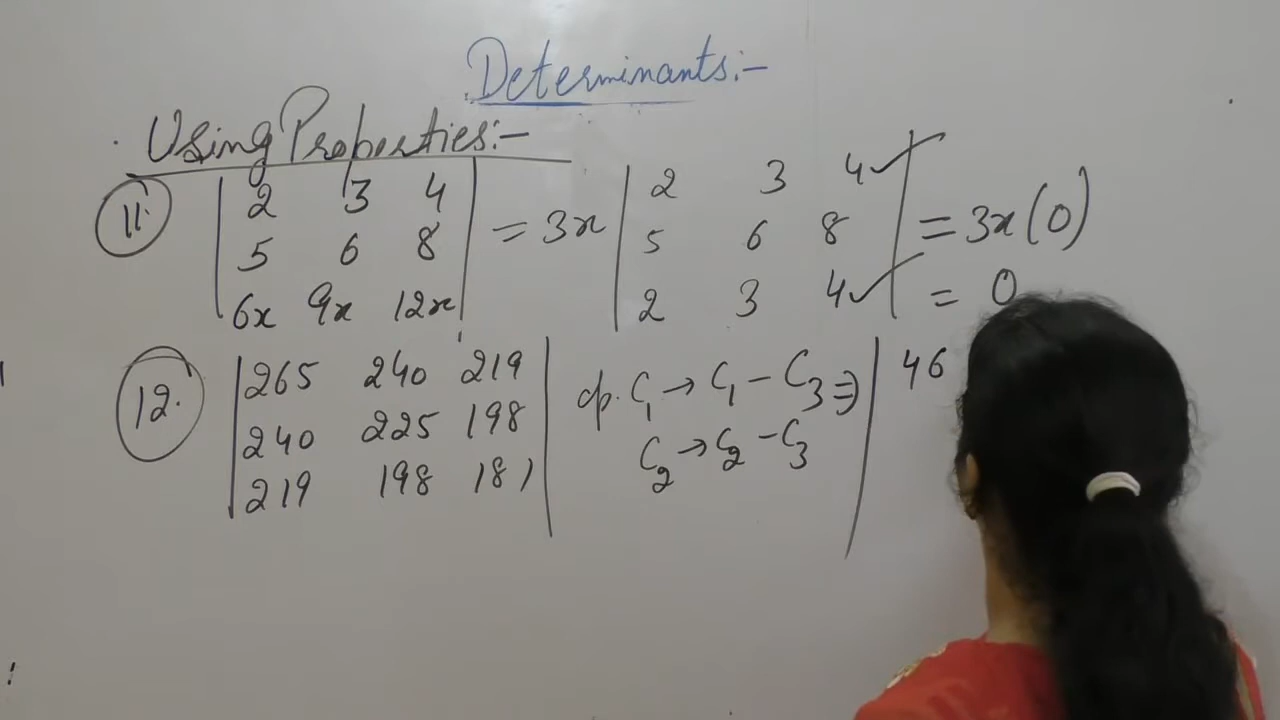 Determinants:-
Using Properties:-
11. | 2 3 4 | = 3x | 2 3 4 ✓ | = 3x(0)
| 5 6 8 | | 5 6 8 |
| 6x 9x 12x | | 2 3 4 ✓ | = 0
12. | 265 240 219 | op. C₁ → C₁ - C₃ ⇒ | 46
| 240 225 198 | C₂ → C₂ - C₃
| 219 198 181 |